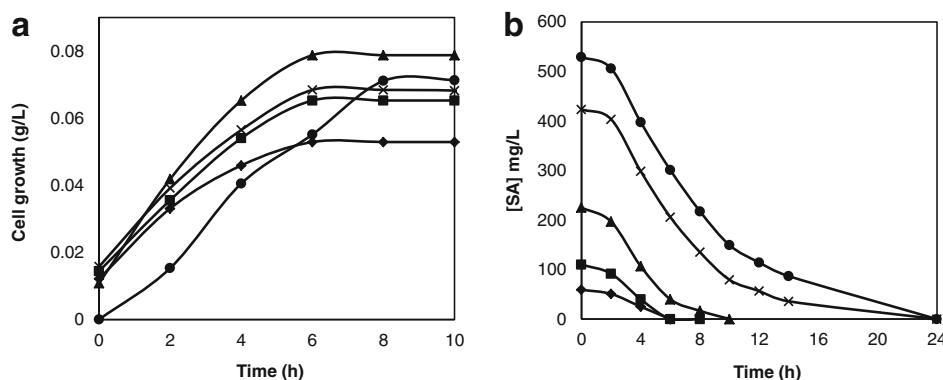 a
Cell growth (g/L)
0.08
0.06
0.04
0.02
0
0 2 4 6 8 10
Time (h)
b
[SA] mg/L
600
500
400
300
200
100
0
0 4 8 12 16 20 24
Time (h)